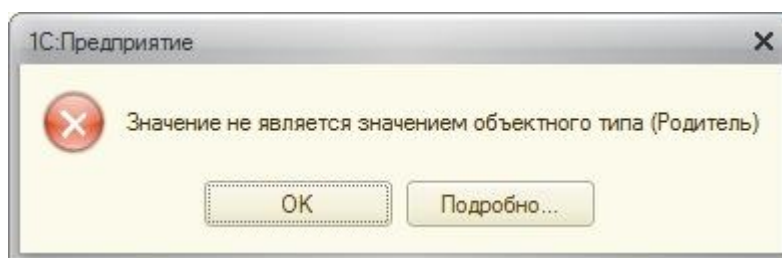 1С:Предприятие
Значение не является значением объектного типа (Родитель)
OK
Подробно...